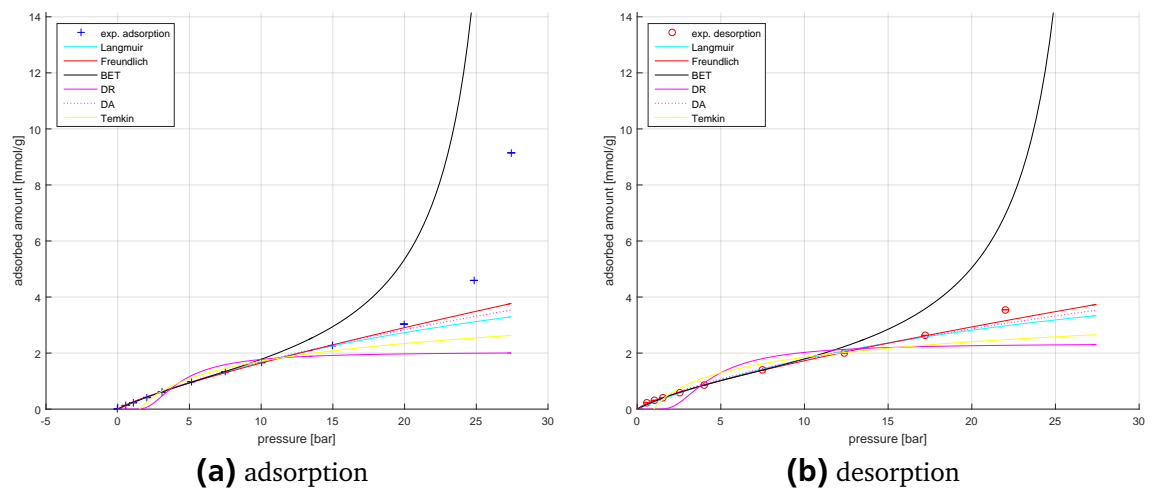 14
12
10
8
6
4
2
0
adsorbed amount [mmol/g]
exp. adsorption
Langmuir
Freundlich
BET
DR
DA
Temkin
-5 0 5 10 15 20 25 30
pressure [bar]
(a) adsorption
14
12
10
8
6
4
2
0
adsorbed amount [mmol/g]
exp. desorption
Langmuir
Freundlich
BET
DR
DA
Temkin
0 5 10 15 20 25 30
pressure [bar]
(b) desorption